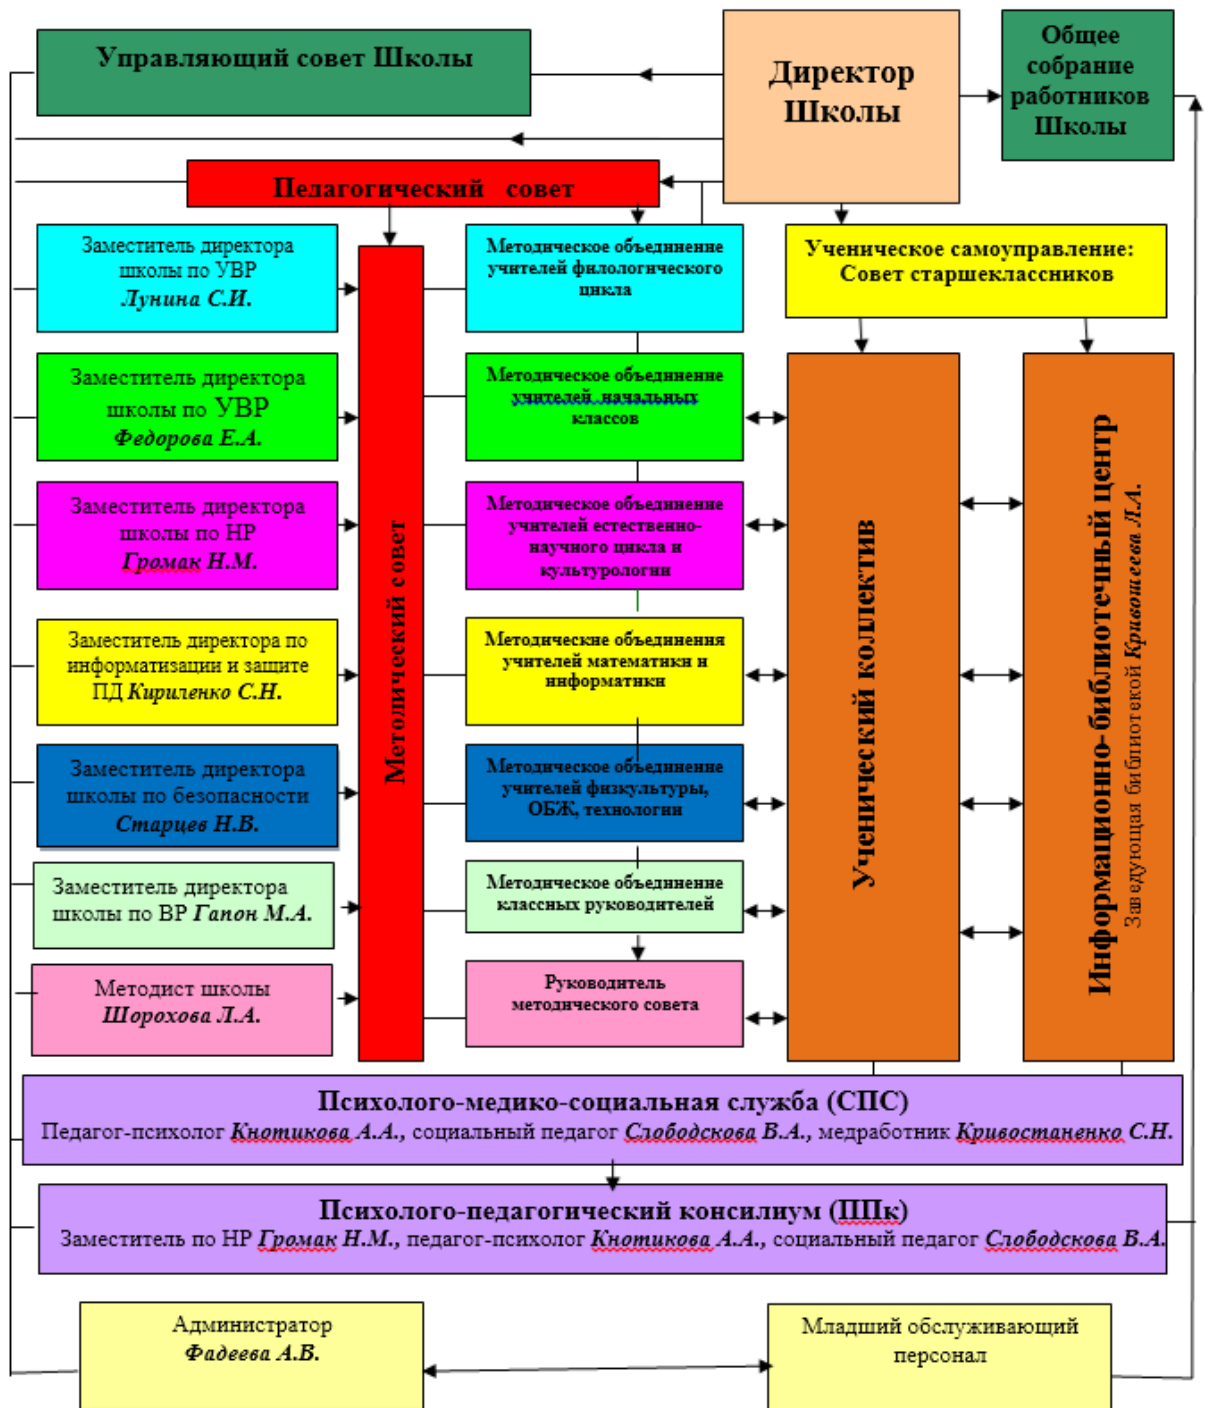 Управляющий совет Школы
Директор
Школы
Общее
собрание
работников
Школы
Педагогический совет
Заместитель директора
школы по УВР
Лунина С.И.
Методическое объединение
учителей филологического
цикла
Ученическое самоуправление:
Совет старшеклассников
Заместитель директора
школы по УВР
Федорова Е.А.
Методическое объединение
учителей начальных
классов
Заместитель директора
школы по НР
Громак Н.М.
Методическое объединение
учителей естественно-
научного цикла и
культурологии
Заместитель директора по
информатизации и защите
ПД Кириленко С.Н.
Методические объединения
учителей математики и
информатики
Заместитель директора
школы по безопасности
Старцев Н.В.
Методическое объединение
учителей физкультуры,
ОБЖ, технологии
Заместитель директора
школы по ВР Гапон М.А.
Методическое объединение
классных руководителей
Методист школы
Шорохова Л.А.
Руководитель
методического совета
Методический совет
Ученический коллектив
Информационно-библиотечный центр
Заведующая библиотекой Кривошеева Л.А.
Психолого-медико-социальная служба (СПС)
Педагог-психолог Кнотикова А.А., социальный педагог Слободскова В.А., медработник Кривостаненко С.Н.
Психолого-педагогический консилиум (ППк)
Заместитель по НР Громак Н.М., педагог-психолог Кнотикова А.А., социальный педагог Слободскова В.А.
Администратор
Фадеева А.В.
Младший обслуживающий
персонал